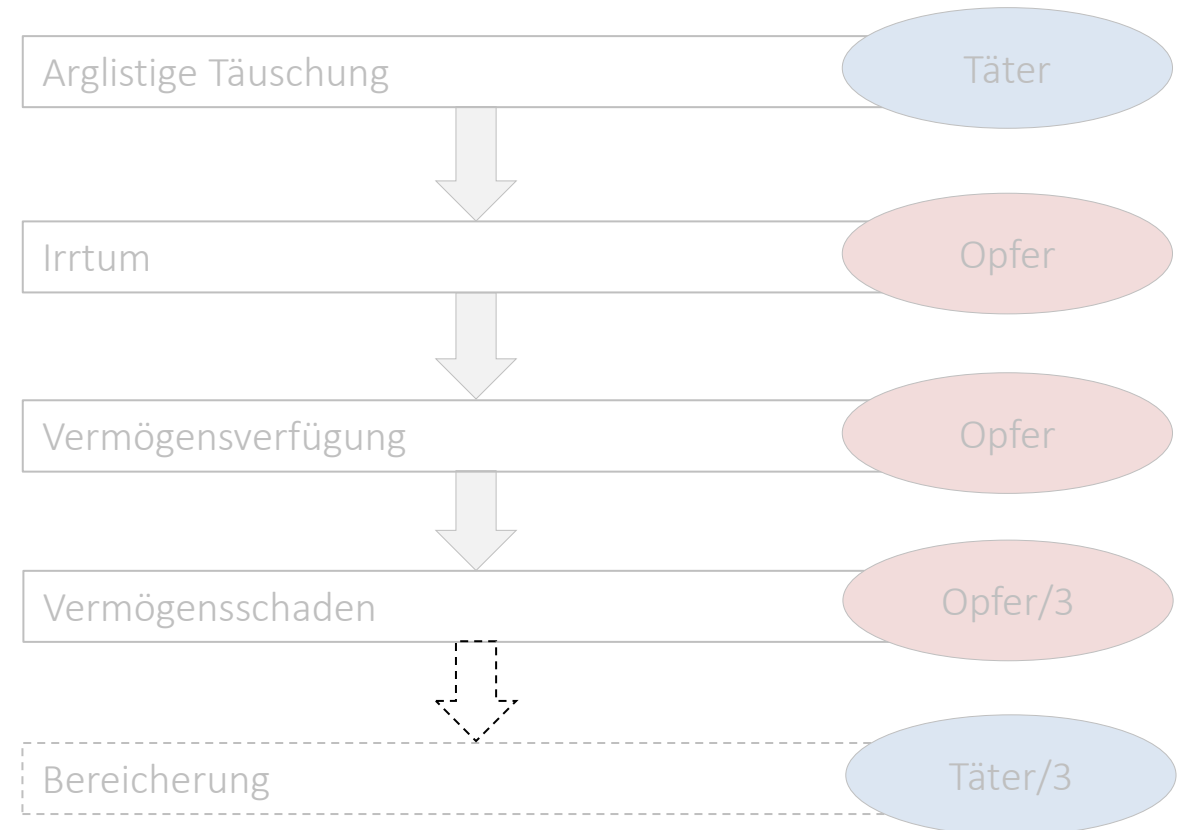 Arglistige Täuschung
Täter
Irrtum
Opfer
Vermögensverfügung
Opfer
Vermögensschaden
Opfer/3
Bereicherung
Täter/3